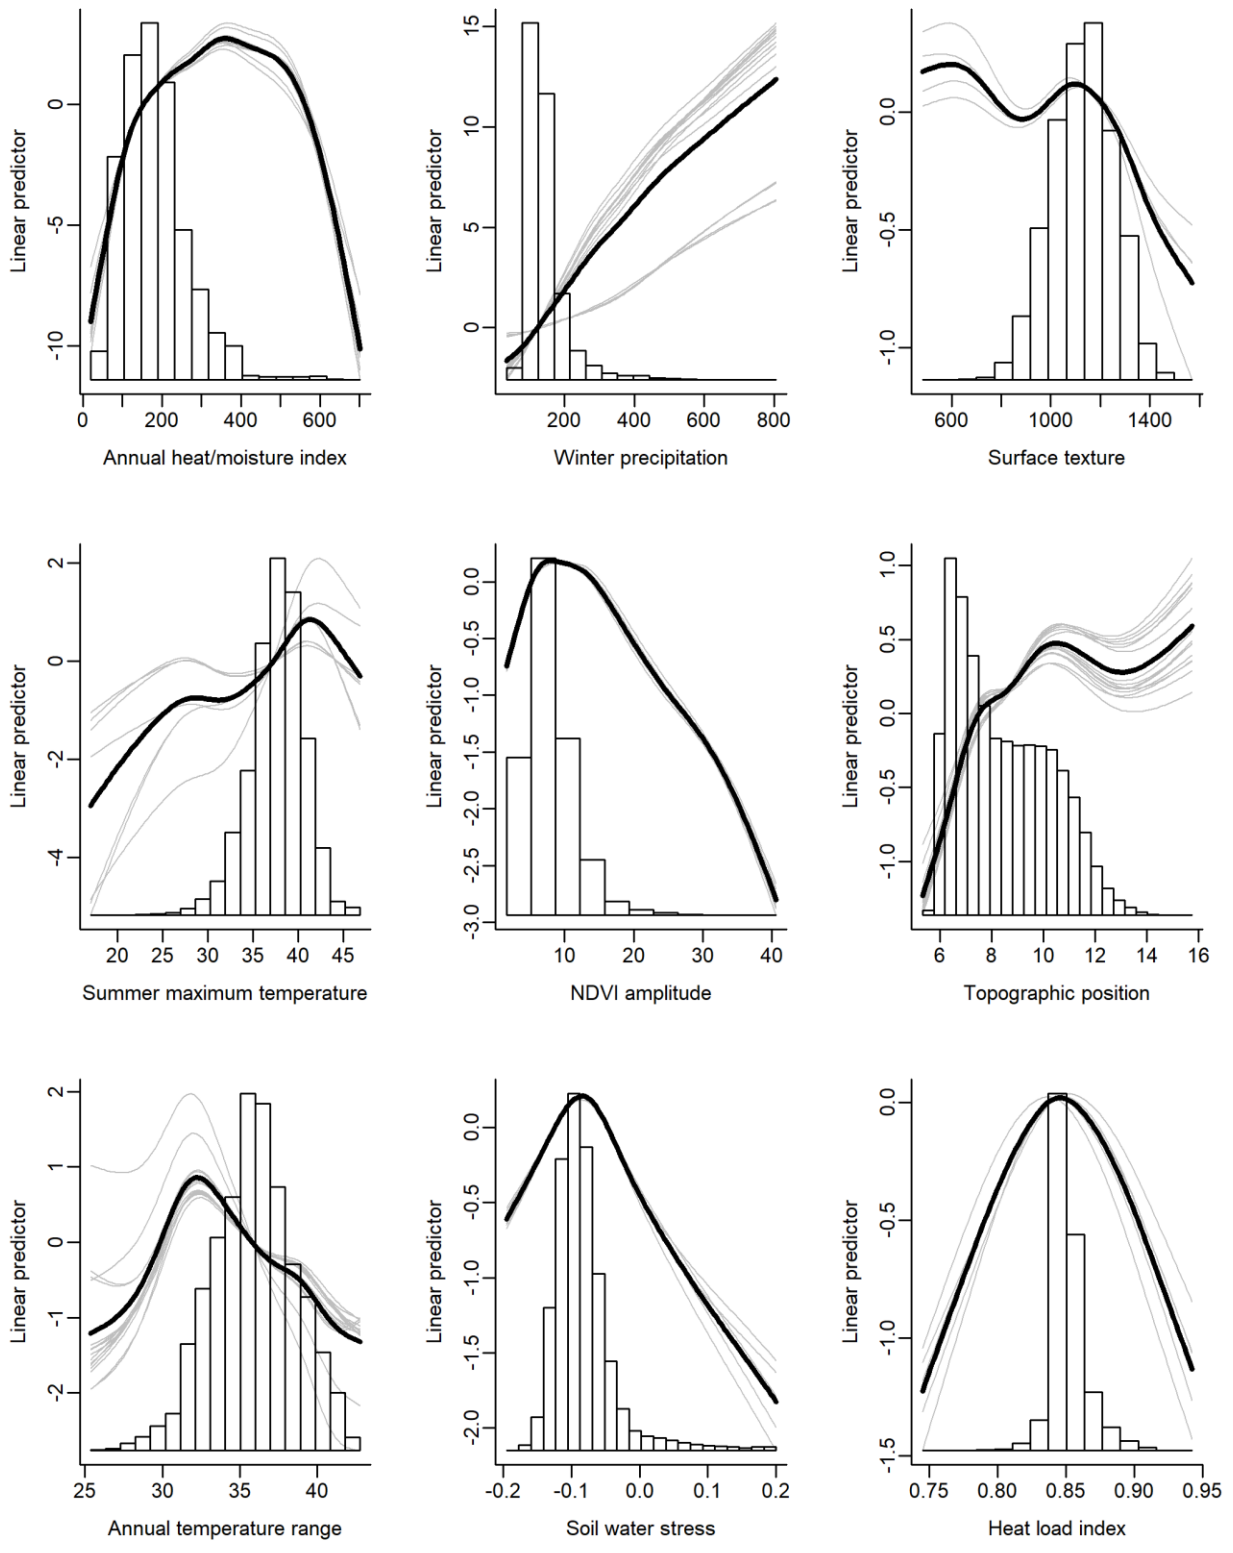 0
-5
-10
Linear predictor
0 200 400 600
Annual heat/moisture index
15
10
5
0
Linear predictor
200 400 600 800
Winter precipitation
0.0
-0.5
-1.0
Linear predictor
600 1000 1400
Surface texture
2
0
-2
-4
Linear predictor
20 25 30 35 40 45
Summer maximum temperature
0.0
-0.5
-1.0
-1.5
-2.0
-2.5
-3.0
Linear predictor
10 20 30 40
NDVI amplitude
1.0
0.5
0.0
-0.5
-1.0
Linear predictor
6 8 10 12 14 16
Topographic position
2
1
0
-1
-2
Linear predictor
25 30 35 40
Annual temperature range
0.0
-0.5
-1.0
-1.5
-2.0
Linear predictor
-0.2 -0.1 0.0 0.1 0.2
Soil water stress
0.0
-0.5
-1.0
-1.5
Linear predictor
0.75 0.80 0.85 0.90 0.95
Heat load index